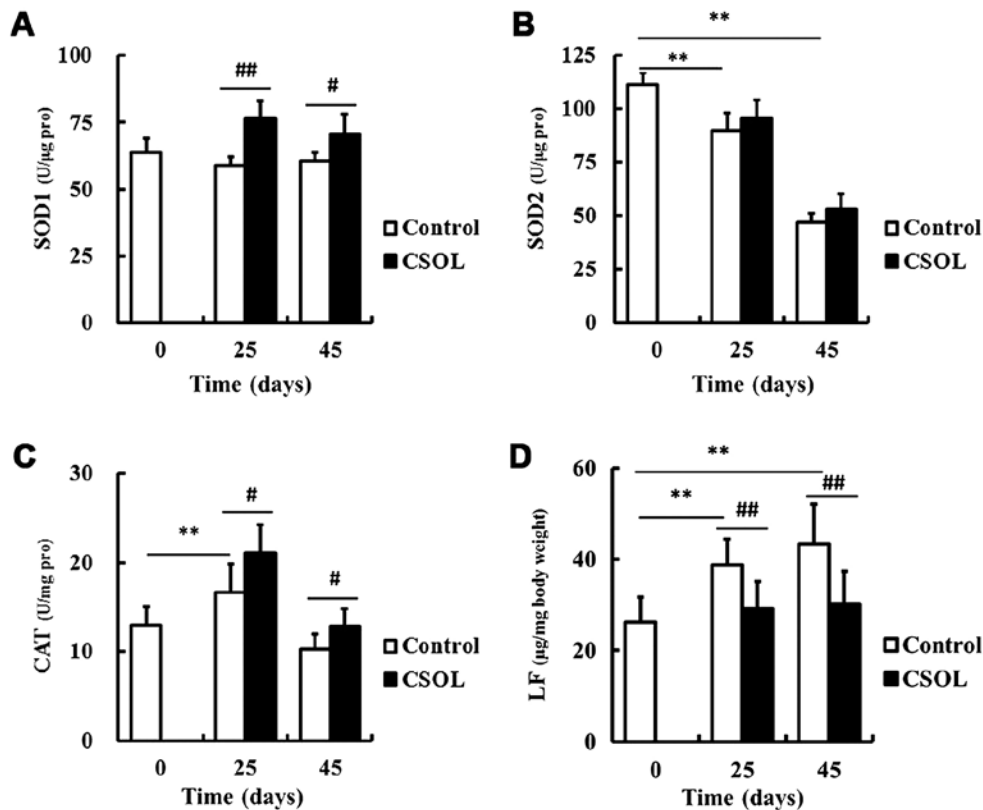 A
100
75
50
25
0
SOD1 (U/µg pro)
##
#
0 25 45
Time (days)
Control
CSOL
B
125
100
75
50
25
0
SOD2 (U/µg pro)
**
**
0 25 45
Time (days)
Control
CSOL
C
30
20
10
0
CAT (U/mg pro)
**
#
#
0 25 45
Time (days)
Control
CSOL
D
60
40
20
0
LF (µg/mg body weight)
**
**
##
##
0 25 45
Time (days)
Control
CSOL